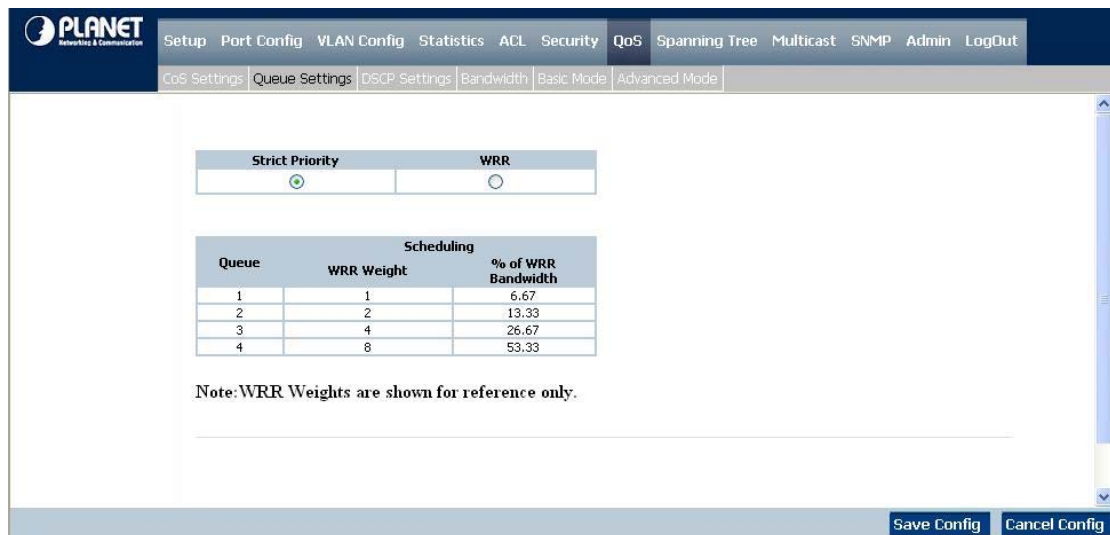 PLANET
Networking & Communication
Setup Port Config VLAN Config Statistics ACL Security QoS Spanning Tree Multicast SNMP Admin LogOut
CoS Settings Queue Settings DSCP Settings Bandwidth Basic Mode Advanced Mode
Strict Priority WRR
Scheduling
Queue WRR Weight % of WRR Bandwidth
1 1 6.67
2 2 13.33
3 4 26.67
4 8 53.33
Note:WRR Weights are shown for reference only.
Save Config Cancel Config